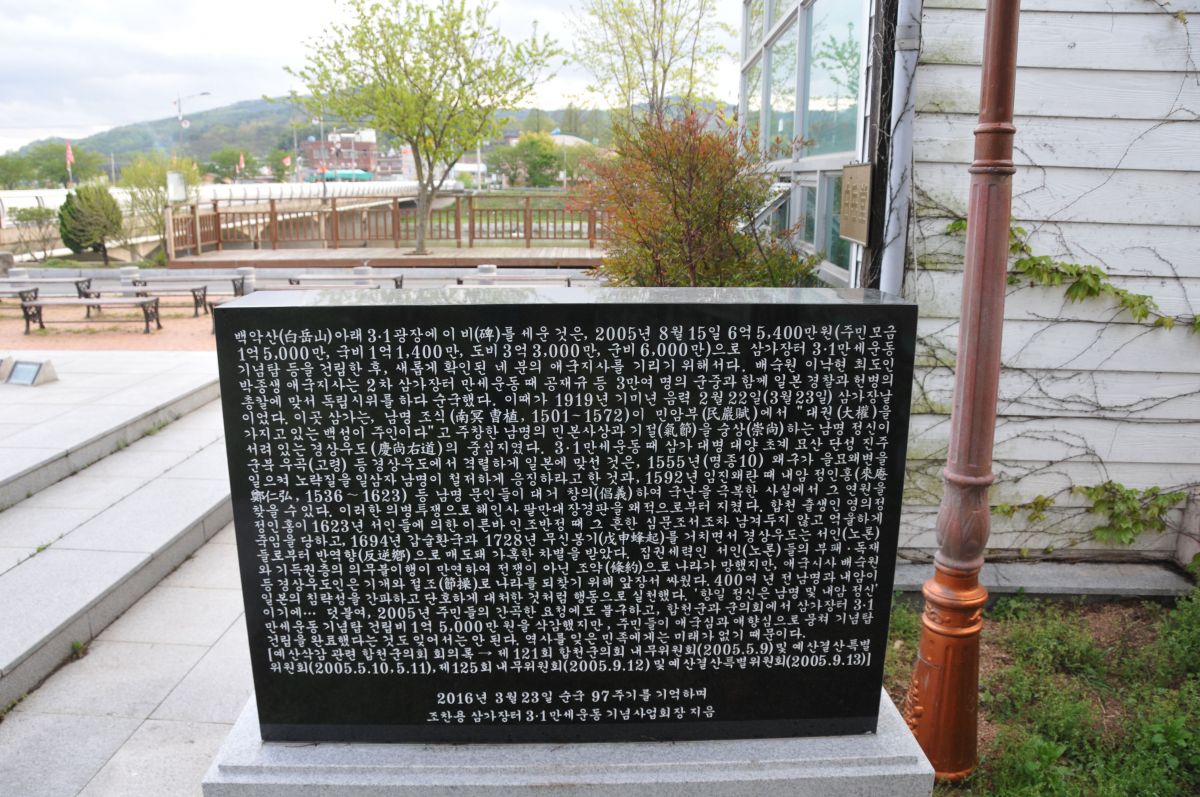 백악산(白岳山)아래 3·1광장에 이 비(碑)를 세운 것은, 2005년 8월 15일 6억 5,400만원(주민모금
1억 5,000만, 국비 1억 1,400만, 도비 3억 3,000만, 군비 6,000만)으로 삼가장터 3·1만세운동
기념탑 등을 건립한 후, 새롭게 확인된 네 분의 애국지사를 기리기 위해서다. 배숙원 이낙현 최도인
박종생 애국지사는 2차 삼가장터 만세운동 때 공재규 등 3만여 명의 군중과 함께 일본 경찰과 헌병의
총칼에 맞서 독립시위를 하다 순국했다. 이때가 1919년 기미년 음력 2월 22일(3월 23일) 삼가장날
이었다. 이곳 삼가는, 남명 조식(南冥 曺植, 1501~1572)이 민암부(民巖賦)에서 "대권(大權)을
가지고 있는 백성이 주인이다"고 주창한 남명의 민본사상과 기절(氣節)을 숭상(崇尙)하는 남명 정신이
서려 있는 경상우도(慶尙右道)의 중심지였다. 3·1만세운동 때 삼가 대병 대양 초계 묘산 단성 진주
군북 우곡(고령) 등 경상우도에서 격렬하게 일본에 맞선 것은, 1555년(명종10) 왜구가 을묘왜변을
일으켜 노략질을 일삼자 남명이 철저하게 응징하라고 한 것과, 1592년 임진왜란 때 내암 정인홍(來庵
鄭仁弘, 1536~1623) 등 남명 문인들이 대거 창의(倡義)하여 국난을 극복한 사실에서 그 연원을
찾을 수 있다. 이러한 의병투쟁으로 해인사 팔만대장경판을 왜적으로부터 지켰다. 합천 출생인 영의정
정인홍이 1623년 서인들에 의한 이른바 인조반정 때 그 흔한 심문조서조차 남겨두지 않고 억울하게
주임을 당하고, 1694년 갑술환국과 1728년 무신봉기(戊申蜂起)를 거치면서 경상우도는 서인(노론)
들로부터 반역향(反逆鄕)으로 매도돼 가혹한 차별을 받았다. 집권세력인 서인(노론)들의 부패·독재
와 기득권층의 의무불이행이 만연하여 전쟁이 아닌 조약(條約)으로 나라가 망했지만, 애국지사 배숙원
등 경상우도인은 기개와 절조(節操)로 나라를 되찾기 위해 앞장서 싸웠다. 400여 년 전 남명과 내암이
일본의 침략성을 간파하고 단호하게 대처한 것처럼 행동으로 실천했다. '항일 정신은 남명 및 내암 정신'
이기에… 덧붙여, 2005년 주민들의 간곡한 요청에도 불구하고, 합천군과 군의회에서 삼가장터 3·1
만세운동 기념탑 건립비 1억 5,000만 원을 삭감했지만, 주민들이 애국심과 애향심으로 뭉쳐 기념탑
건립을 완료했다는 것도 잊어서는 안 된다. 역사를 잊은 민족에게는 미래가 없기 때문이다.
[예산삭감 관련 합천군의회 회의록 → 제121회 합천군의회 내무위원회(2005.5.9)및 예산결산특별
위원회(2005.5.10,5.11), 제125회 내무위원회(2005.9.12) 및 예산결산특별위원회(2005.9.13)]
2016년 3월 23일 순국 97주기를 기억하며
조찬용 삼가장터 3·1만세운동 기념사업회장 지음